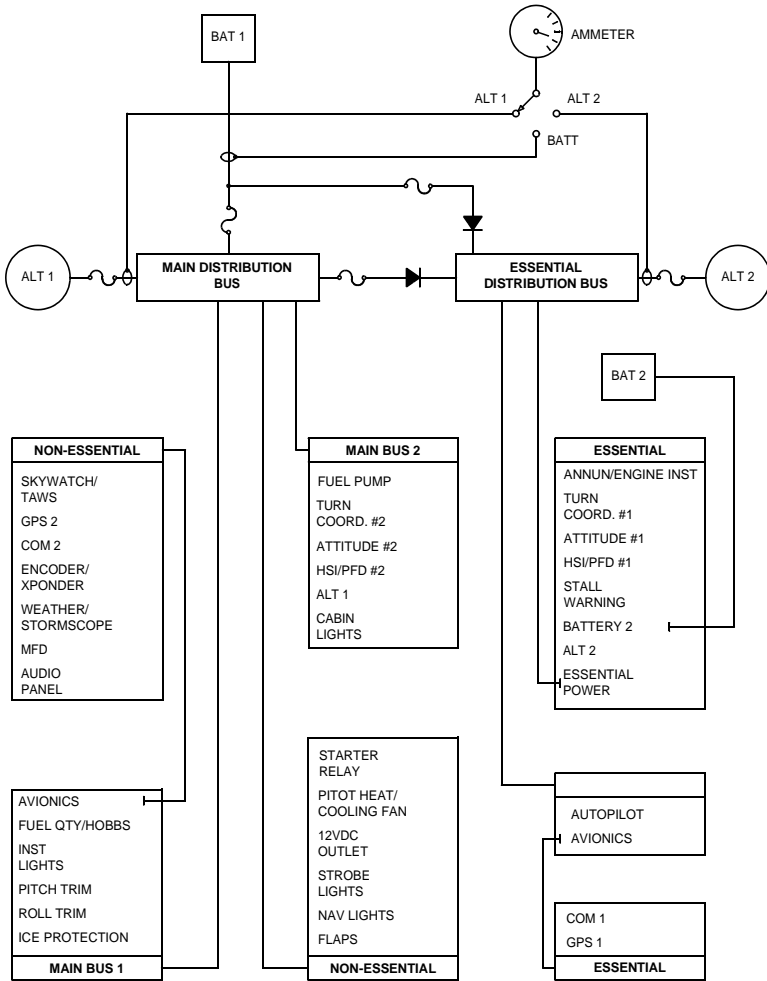 BAT 1
AMMETER
ALT 1
ALT 2
BATT
ALT 1
MAIN DISTRIBUTION
BUS
ESSENTIAL
DISTRIBUTION BUS
ALT 2
BAT 2
NON-ESSENTIAL
SKYWATCH/
TAWS
GPS 2
COM 2
ENCODER/
XPONDER
WEATHER/
STORMSCOPE
MFD
AUDIO
PANEL
MAIN BUS 2
FUEL PUMP
TURN
COORD. #2
ATTITUDE #2
HSI/PFD #2
ALT 1
CABIN
LIGHTS
ESSENTIAL
ANNUN/ENGINE INST
TURN
COORD. #1
ATTITUDE #1
HSI/PFD #1
STALL
WARNING
BATTERY 2
ALT 2
ESSENTIAL
POWER
AVIONICS
FUEL QTY/HOBBS
INST
LIGHTS
PITCH TRIM
ROLL TRIM
ICE PROTECTION
MAIN BUS 1
STARTER
RELAY
PITOT HEAT/
COOLING FAN
12VDC
OUTLET
STROBE
LIGHTS
NAV LIGHTS
FLAPS
NON-ESSENTIAL
AUTOPILOT
AVIONICS
COM 1
GPS 1
ESSENTIAL